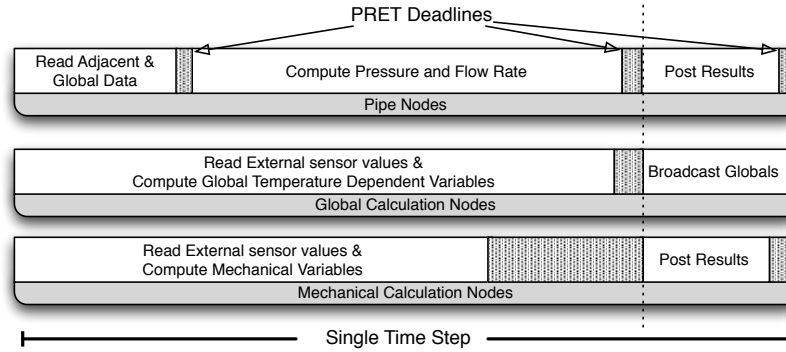 PRET Deadlines
Read Adjacent &
Global Data
Compute Pressure and Flow Rate
Post Results
Pipe Nodes
Read External sensor values &
Compute Global Temperature Dependent Variables
Broadcast Globals
Global Calculation Nodes
Read External sensor values &
Compute Mechanical Variables
Post Results
Mechanical Calculation Nodes
Single Time Step